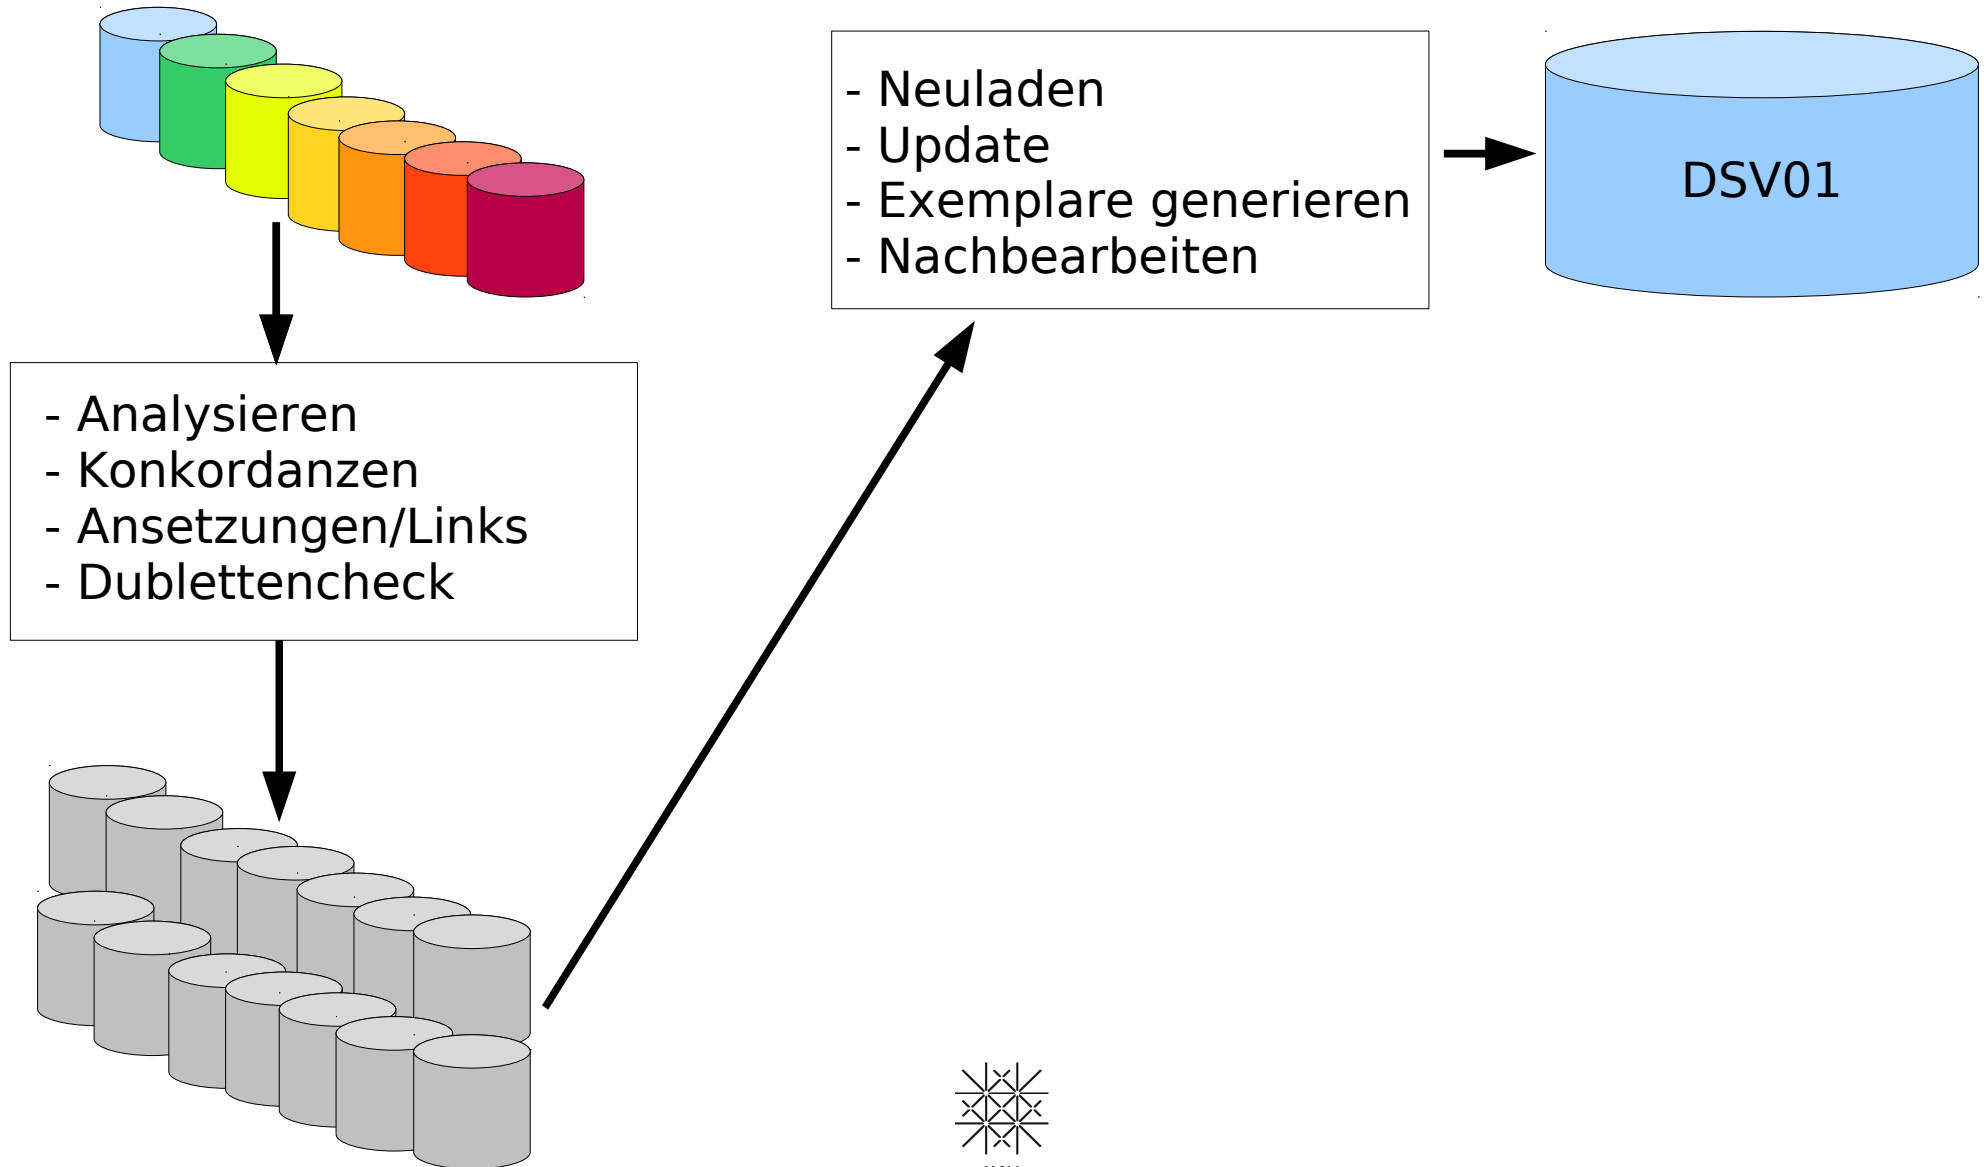 - Neuladen
- Update
- Exemplare generieren
- Nachbearbeiten
DSV01
- Analysieren
- Konkordanzen
- Ansetzungen/Links
- Dublettencheck